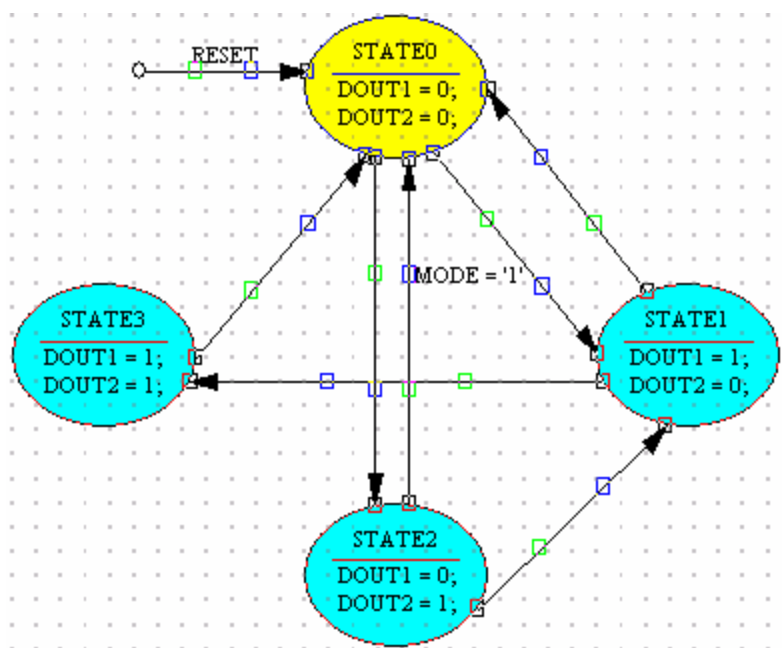 RESET
STATE0
DOUT1 = 0;
DOUT2 = 0;
MODE = '1'
STATE3
DOUT1 = 1;
DOUT2 = 1;
STATE1
DOUT1 = 1;
DOUT2 = 0;
STATE2
DOUT1 = 0;
DOUT2 = 1;